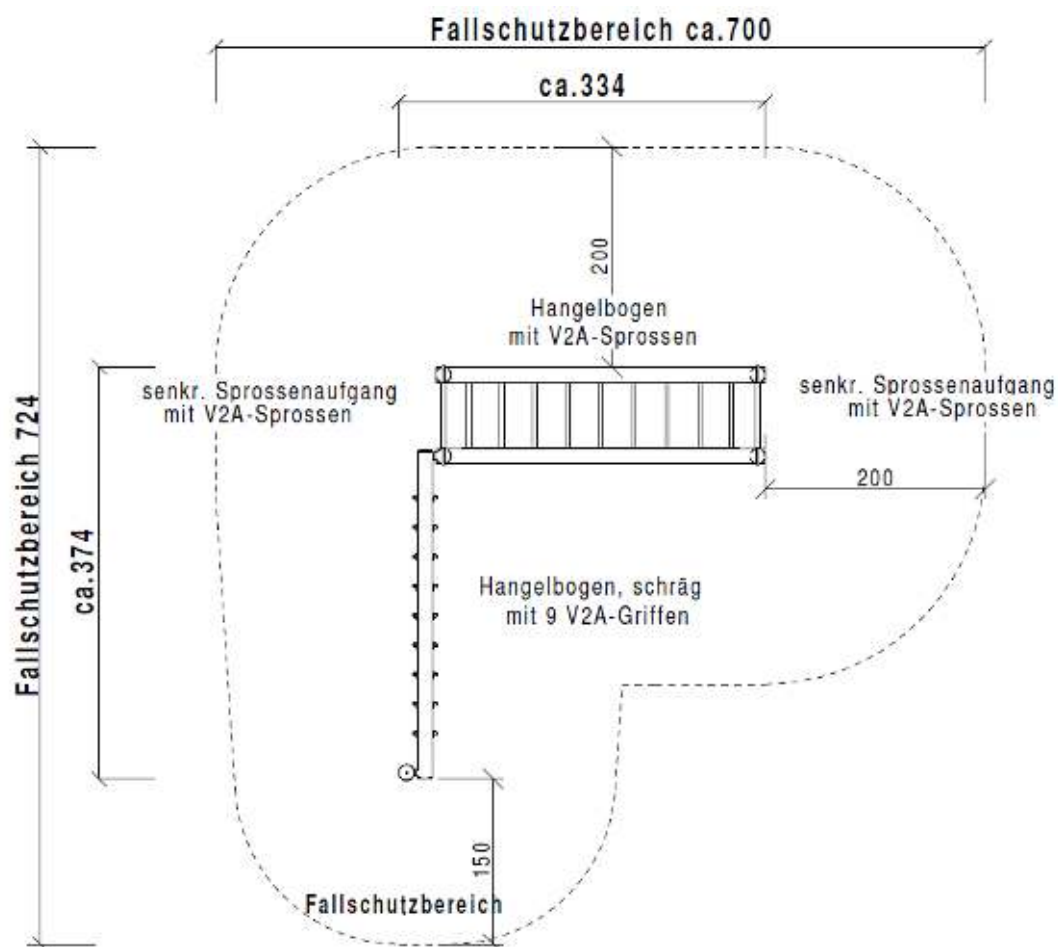 Fallschutzbereich ca.700
ca.334
200
Hangelbogen
mit V2A-Sprossen
senkr. Sprossenaufgang
mit V2A-Sprossen
senkr. Sprossenaufgang
mit V2A-Sprossen
Fallschutzbereich 724
ca.374
200
Hangelbogen, schräg
mit 9 V2A-Griffen
150
Fallschutzbereich